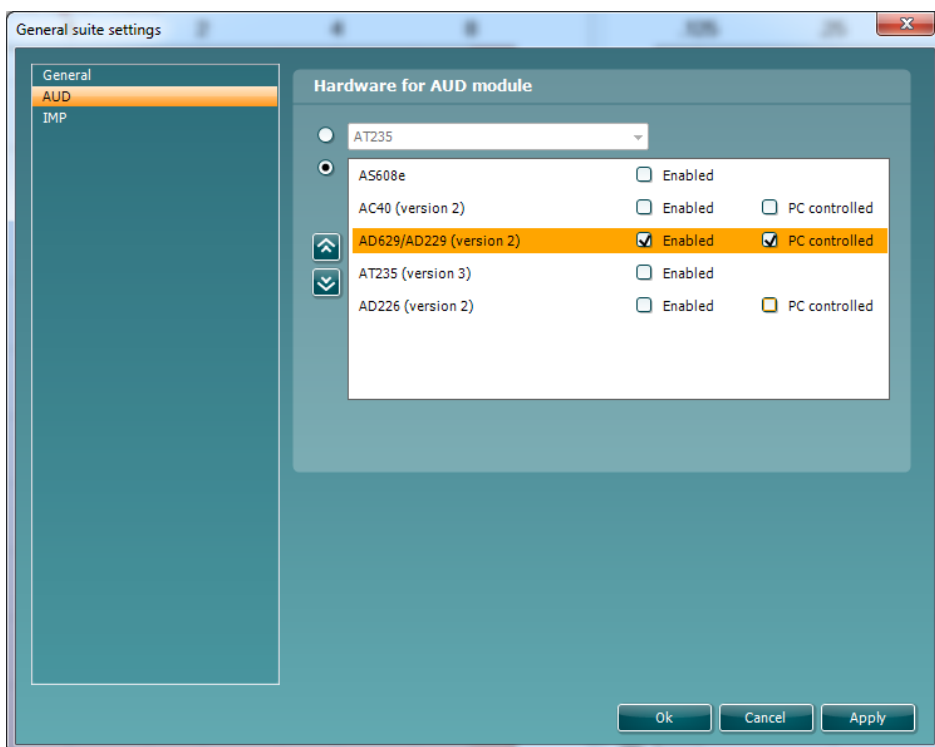 General suite settings
General
AUD
IMP
Hardware for AUD module
AT235
AS608e Enabled
AC40 (version 2) Enabled PC controlled
AD629/AD229 (version 2) Enabled PC controlled
AT235 (version 3) Enabled
AD226 (version 2) Enabled PC controlled
Ok Cancel Apply